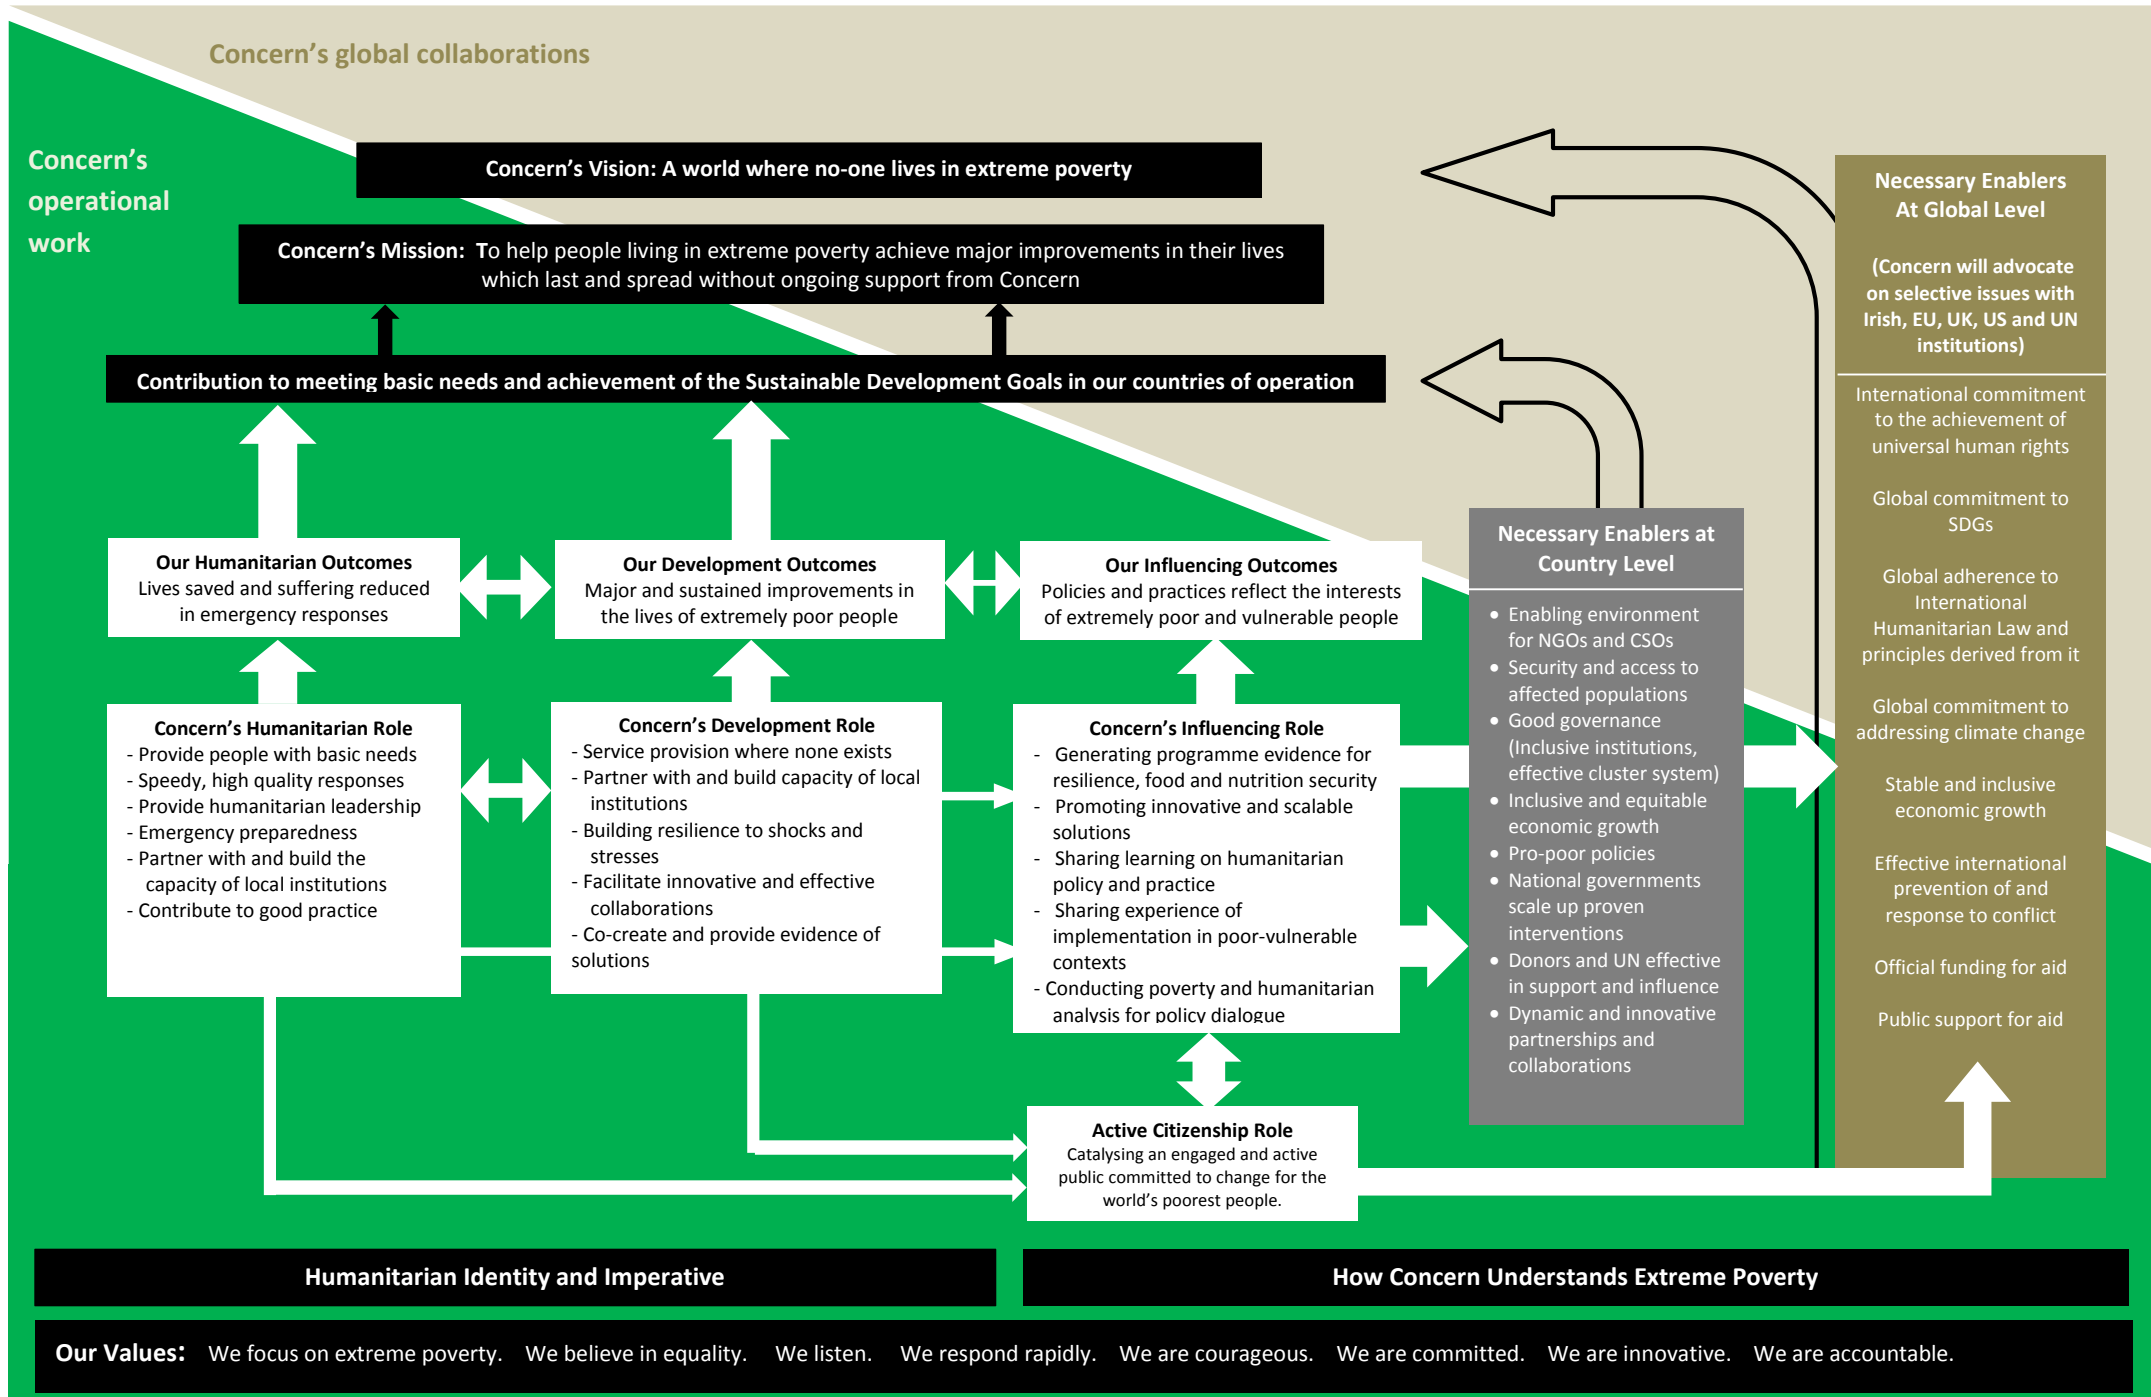 Concern's global collaborations
Concern's
operational
work
Concern's Vision: A world where no-one lives in extreme poverty
Concern's Mission: To help people living in extreme poverty achieve major improvements in their lives
which last and spread without ongoing support from Concern
Contribution to meeting basic needs and achievement of the Sustainable Development Goals in our countries of operation
Our Humanitarian Outcomes
Lives saved and suffering reduced
in emergency responses
Our Development Outcomes
Major and sustained improvements in
the lives of extremely poor people
Our Influencing Outcomes
Policies and practices reflect the interests
of extremely poor and vulnerable people
Concern's Humanitarian Role
- Provide people with basic needs
- Speedy, high quality responses
- Provide humanitarian leadership
- Emergency preparedness
- Partner with and build the
capacity of local institutions
- Contribute to good practice
Concern's Development Role
- Service provision where none exists
- Partner with and build capacity of local
institutions
- Building resilience to shocks and
stresses
- Facilitate innovative and effective
collaborations
- Co-create and provide evidence of
solutions
Concern's Influencing Role
- Generating programme evidence for
resilience, food and nutrition security
- Promoting innovative and scalable
solutions
- Sharing learning on humanitarian
policy and practice
- Sharing experience of
implementation in poor-vulnerable
contexts
- Conducting poverty and humanitarian
analysis for policy dialogue
Active Citizenship Role
Catalysing an engaged and active
public committed to change for the
world's poorest people.
Necessary Enablers at
Country Level
• Enabling environment
for NGOs and CSOs
• Security and access to
affected populations
• Good governance
(Inclusive institutions,
effective cluster system)
• Inclusive and equitable
economic growth
• Pro-poor policies
• National governments
scale up proven
interventions
• Donors and UN effective
in support and influence
• Dynamic and innovative
partnerships and
collaborations
Necessary Enablers
At Global Level
(Concern will advocate
on selective issues with
Irish, EU, UK, US and UN
institutions)
International commitment
to the achievement of
universal human rights
Global commitment to
SDGs
Global adherence to
International
Humanitarian Law and
principles derived from it
Global commitment to
addressing climate change
Stable and inclusive
economic growth
Effective international
prevention of and
response to conflict
Official funding for aid
Public support for aid
Humanitarian Identity and Imperative
How Concern Understands Extreme Poverty
Our Values: We focus on extreme poverty. We believe in equality. We listen. We respond rapidly. We are courageous. We are committed. We are innovative. We are accountable.